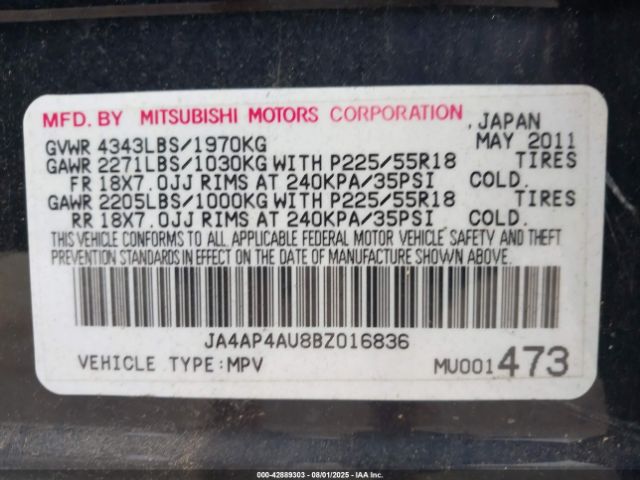 MFD. BY MITSUBISHI MOTORS CORPORATION, JAPAN
GVWR 4343LBS/1970KG MAY 2011
GAWR 2271LBS/1030KG WITH P225/55R18 TIRES
FR 18X7.0JJ RIMS AT 240KPA/35PSI COLD.
GAWR 2205LBS/1000KG WITH P225/55R18 TIRES
RR 18X7.0JJ RIMS AT 240KPA/35PSI COLD.
THIS VEHICLE CONFORMS TO ALL APPLICABLE FEDERAL MOTOR VEHICLE SAFETY AND THEFT
PREVENTION STANDARDS IN EFFECT ON THE DATE OF MANUFACTURE SHOWN ABOVE.
JA4AP4AU8BZ016836
VEHICLE TYPE:MPV MU001473
000-42889303 - 08/01/2025 - IAA Inc.